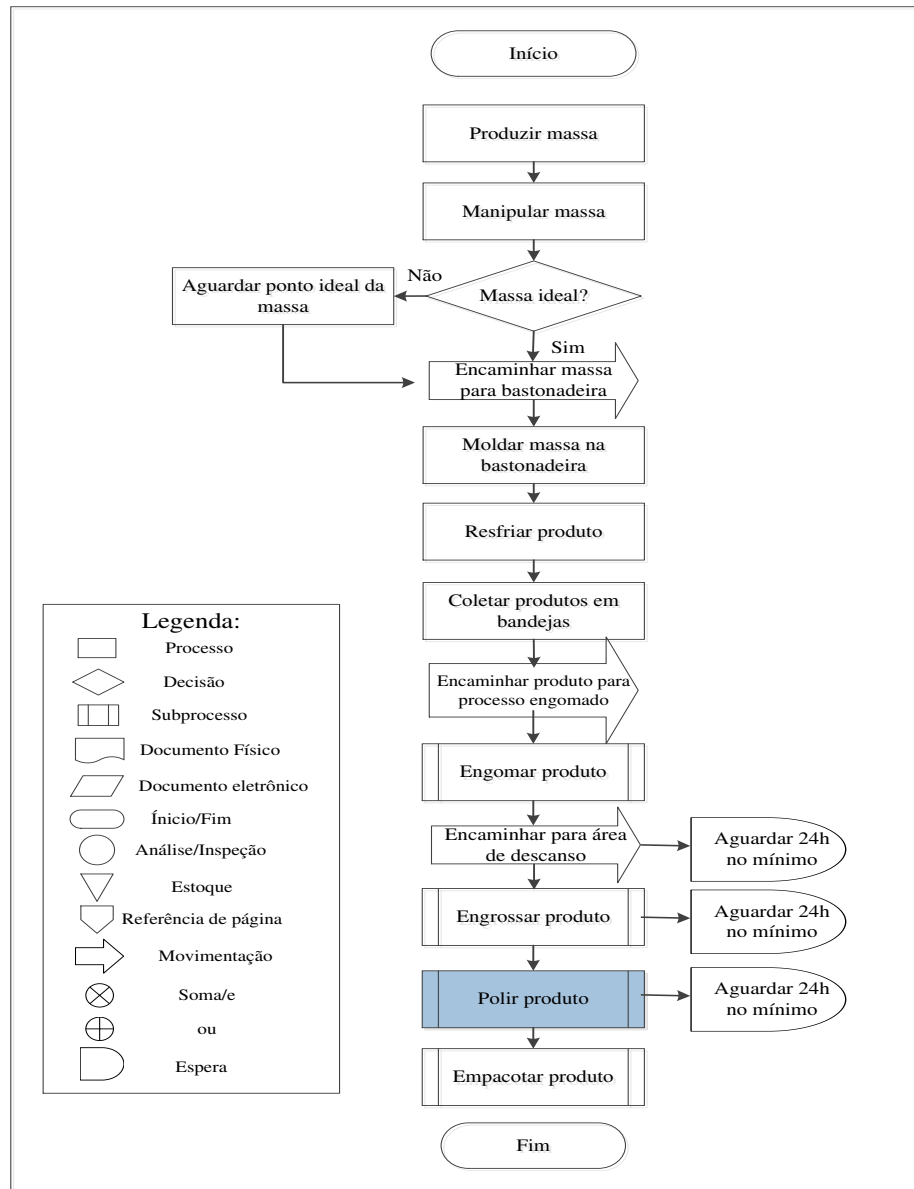 Início
Produzir massa
Manipular massa
Não
Massa ideal?
Aguardar ponto ideal da
massa
Sim
Encaminhar massa
para bastonadeira
Moldar massa na
bastonadeira
Resfriar produto
Coletar produtos em
bandejas
Encaminhar produto para
processo engomado
Engomar produto
Encaminhar para área
de descanso
Aguardar 24h
no mínimo
Engrossar produto
Aguardar 24h
no mínimo
Polir produto
Aguardar 24h
no mínimo
Empacotar produto
Fim
Legenda:
Processo
Decisão
Subprocesso
Documento Físico
Documento eletrônico
Ínicio/Fim
Análise/Inspeção
Estoque
Referência de página
Movimentação
Soma/e
ou
Espera